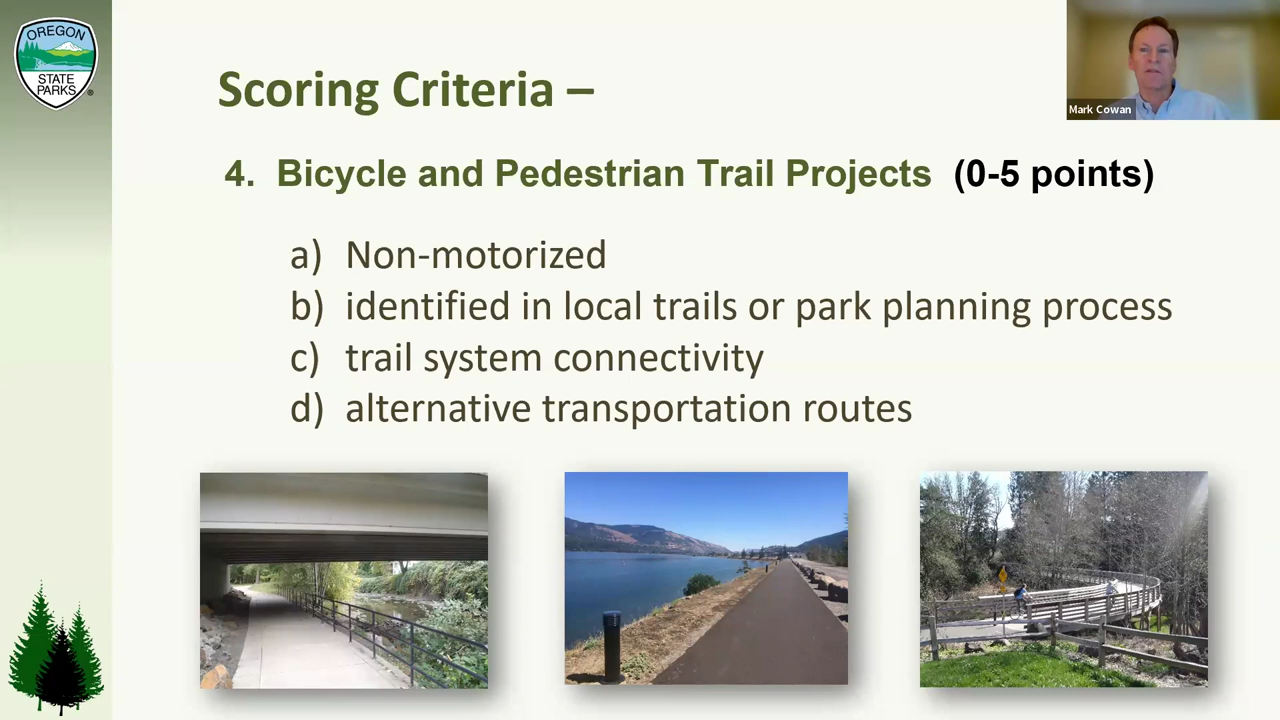 OREGON
STATE
PARKS
Scoring Criteria –
Mark Cowan
4. Bicycle and Pedestrian Trail Projects (0-5 points)
a) Non-motorized
b) identified in local trails or park planning process
c) trail system connectivity
d) alternative transportation routes